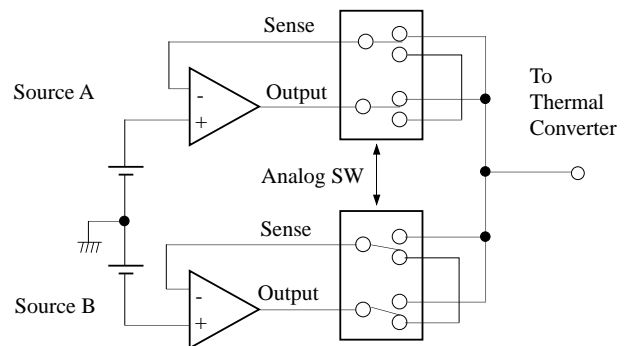 Sense
Source A
-
+
Output
To
Thermal
Converter
Analog SW
Sense
Source B
-
+
Output